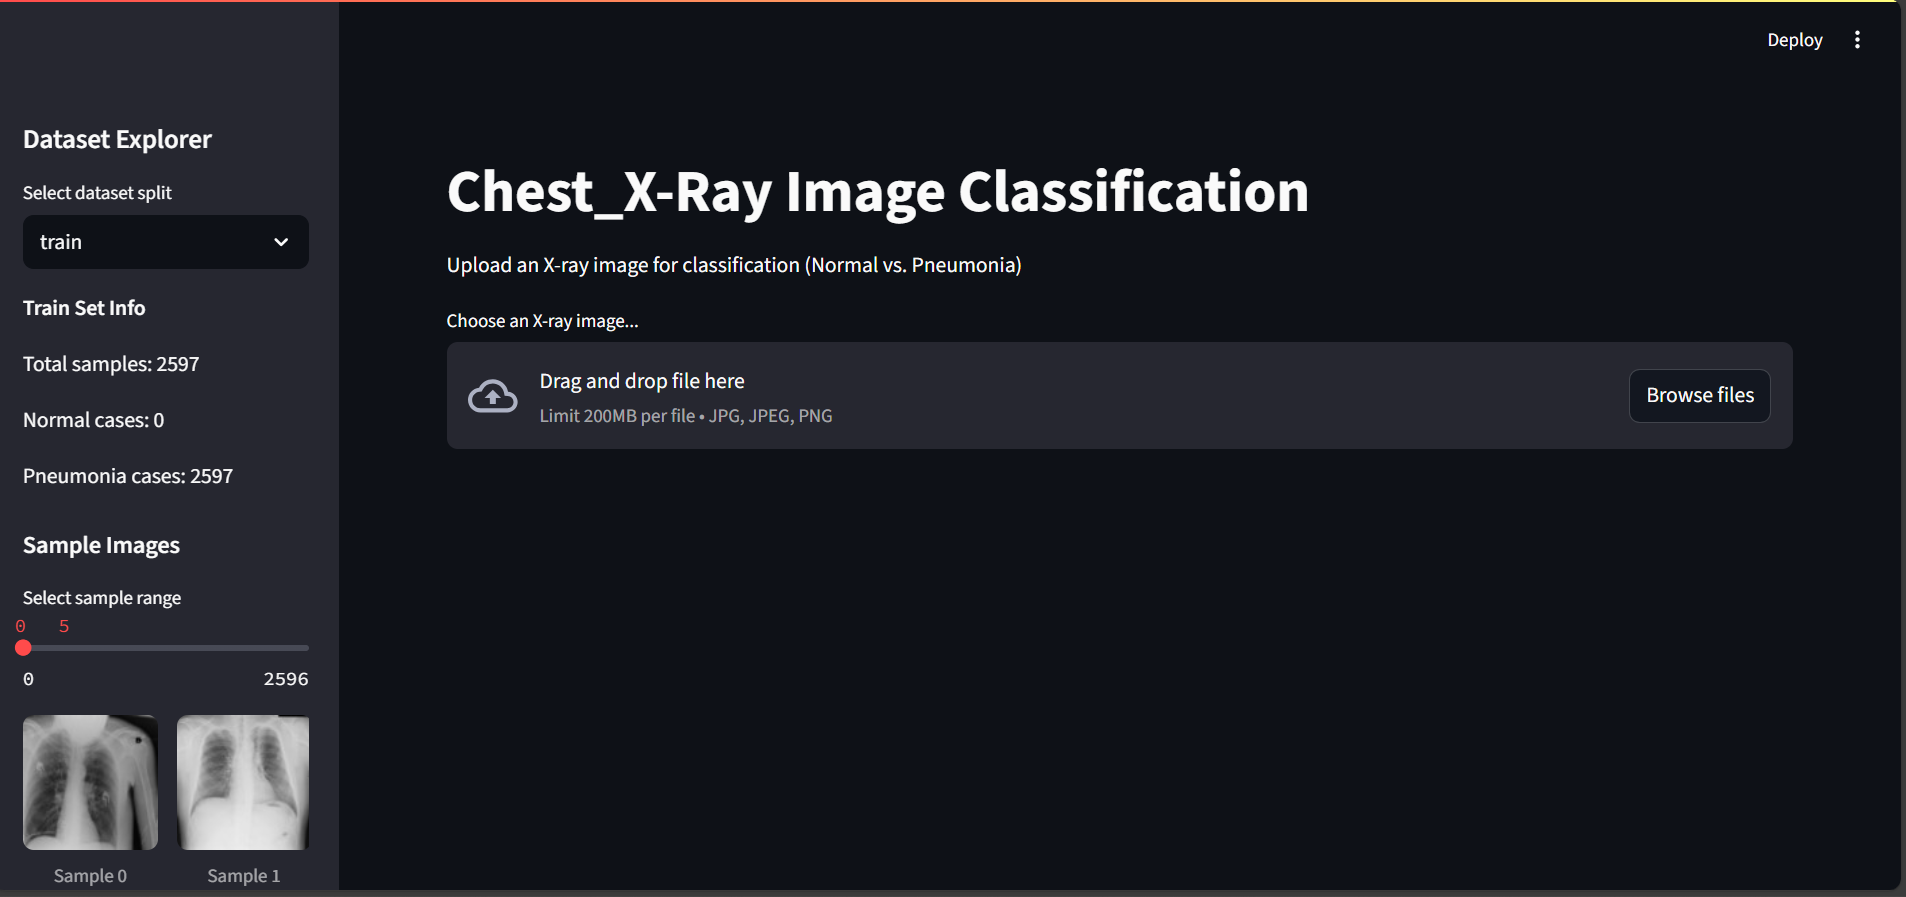 Deploy
Dataset Explorer
Select dataset split
train
Train Set Info
Total samples: 2597
Normal cases: 0
Pneumonia cases: 2597
Sample Images
Select sample range
0 5
0 2596
Sample 0 Sample 1
Chest_X-Ray Image Classification
Upload an X-ray image for classification (Normal vs. Pneumonia)
Choose an X-ray image...
Drag and drop file here
Limit 200MB per file • JPG, JPEG, PNG
Browse files